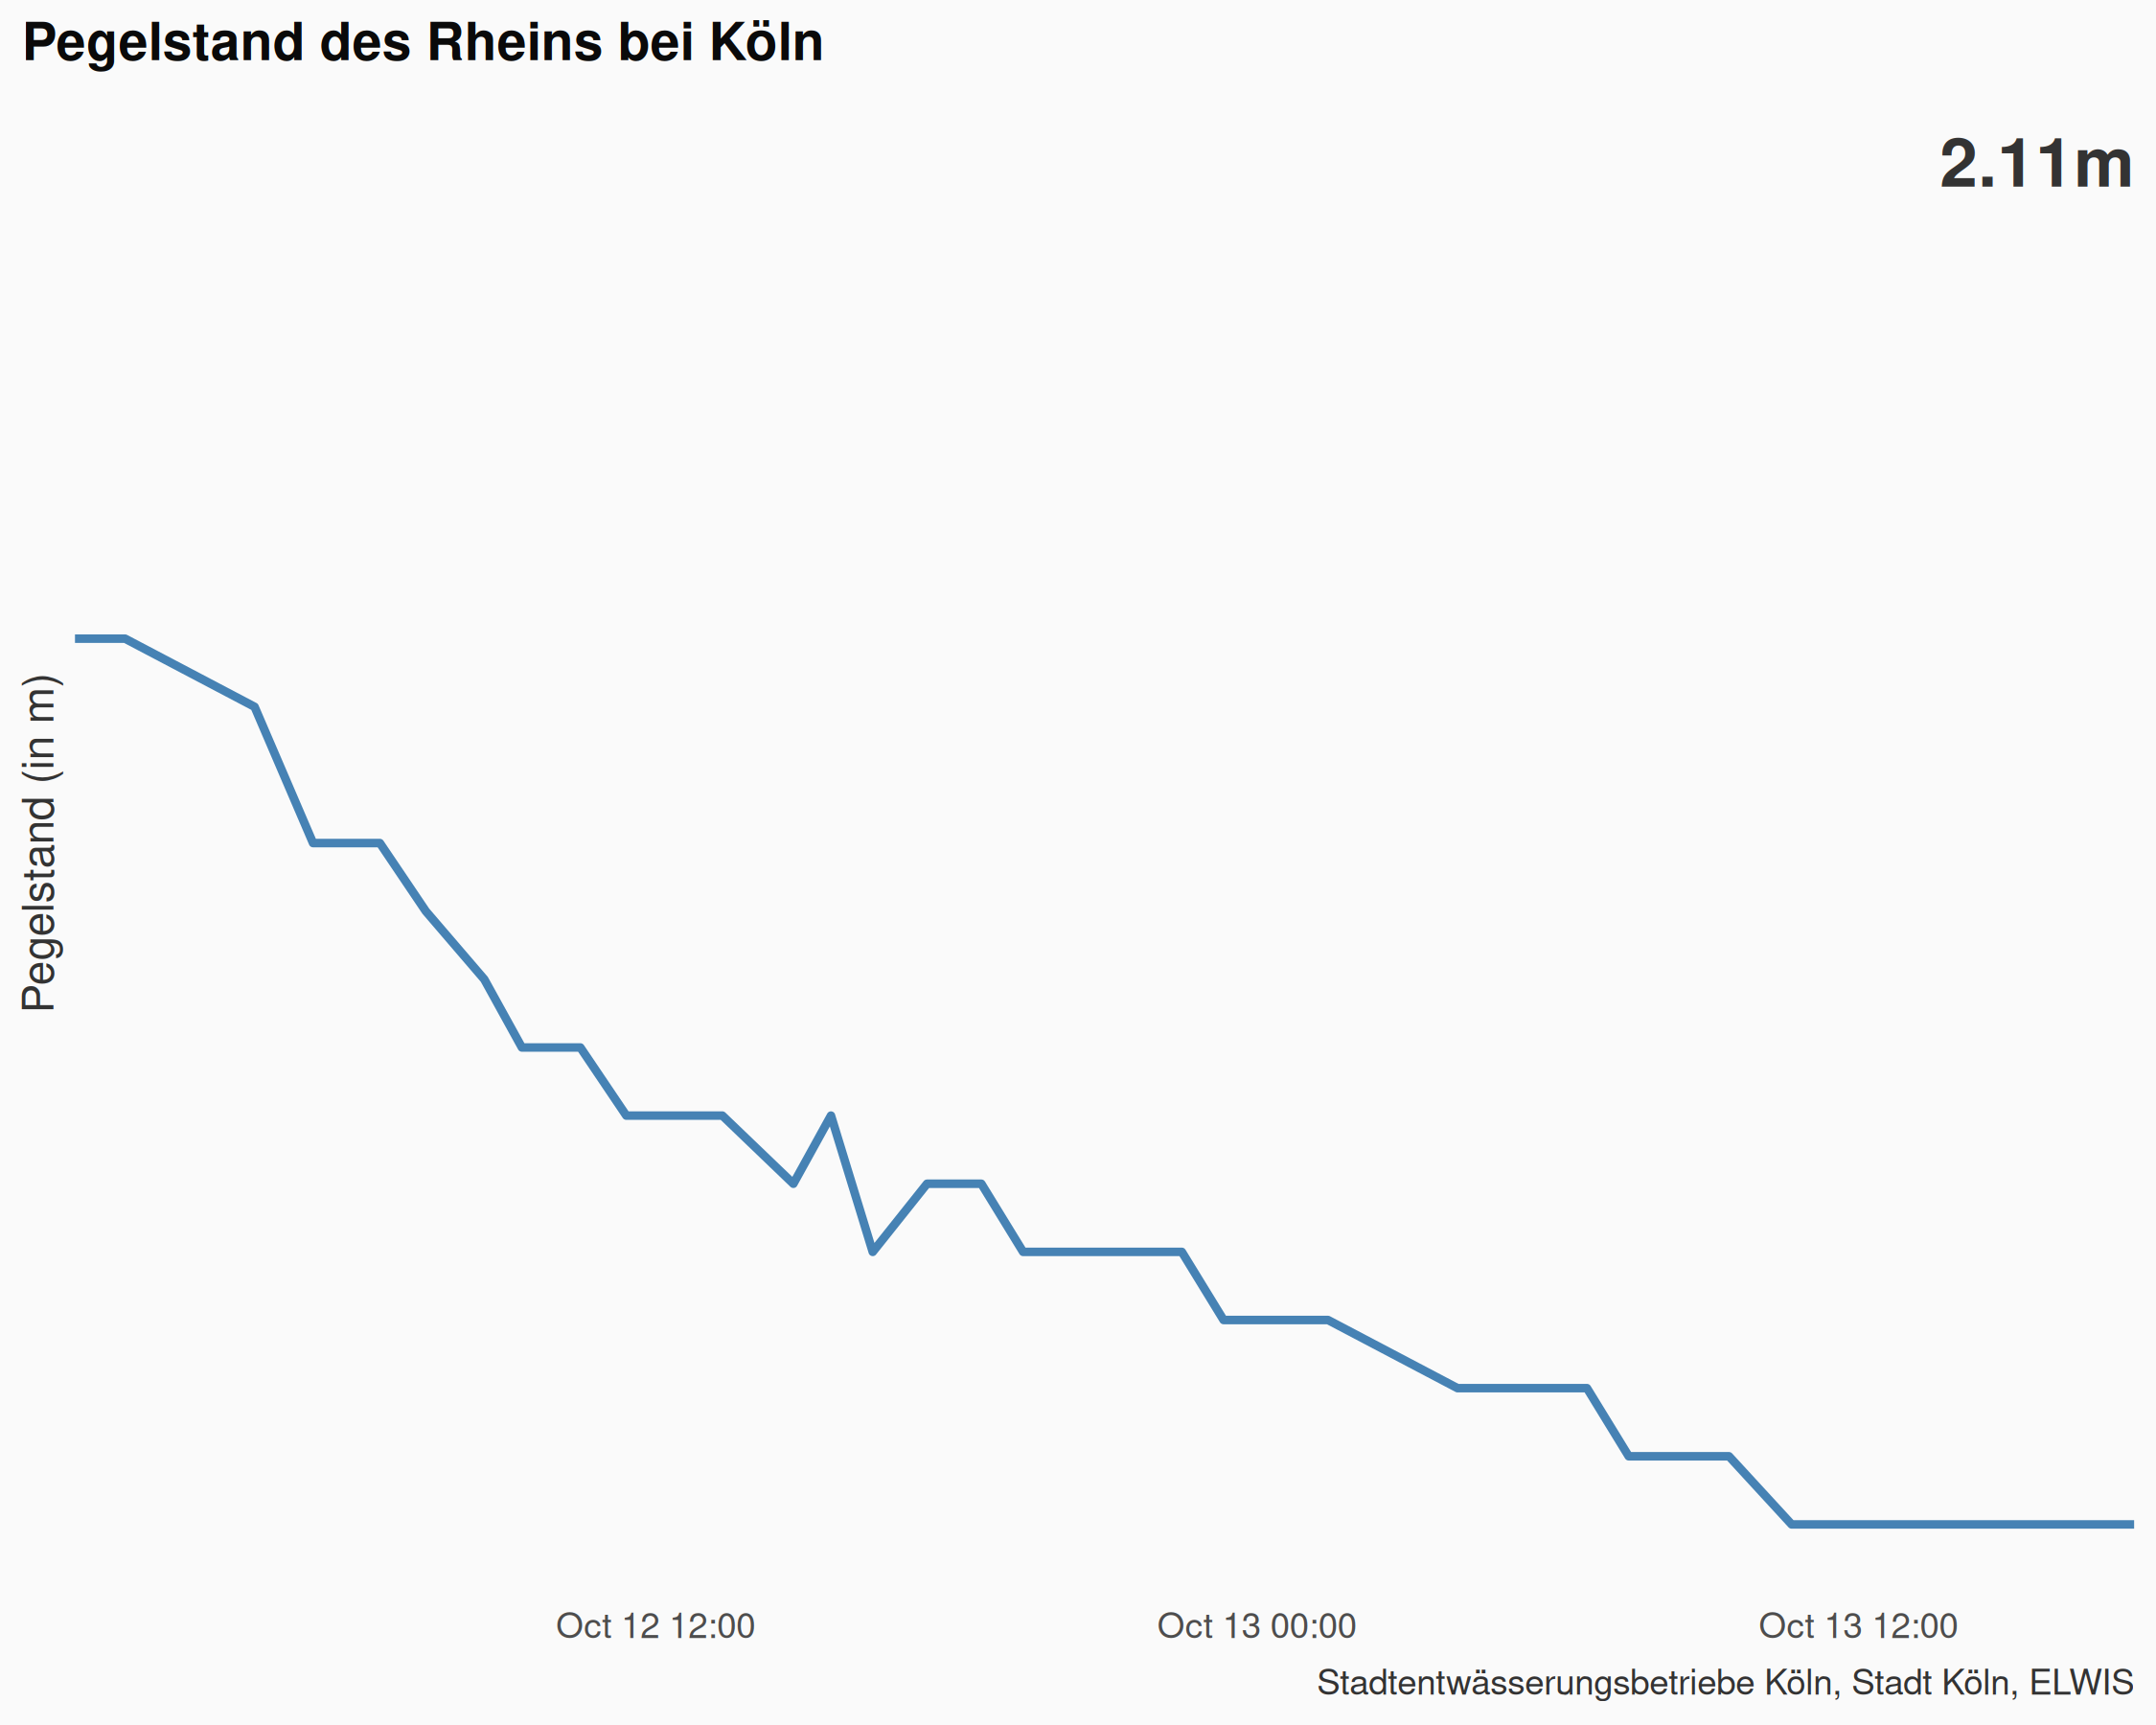 Pegelstand des Rheins bei Köln
2.11m
Pegelstand (in m)
Oct 12 12:00 Oct 13 00:00 Oct 13 12:00
Stadtentwässerungsbetriebe Köln, Stadt Köln, ELWIS